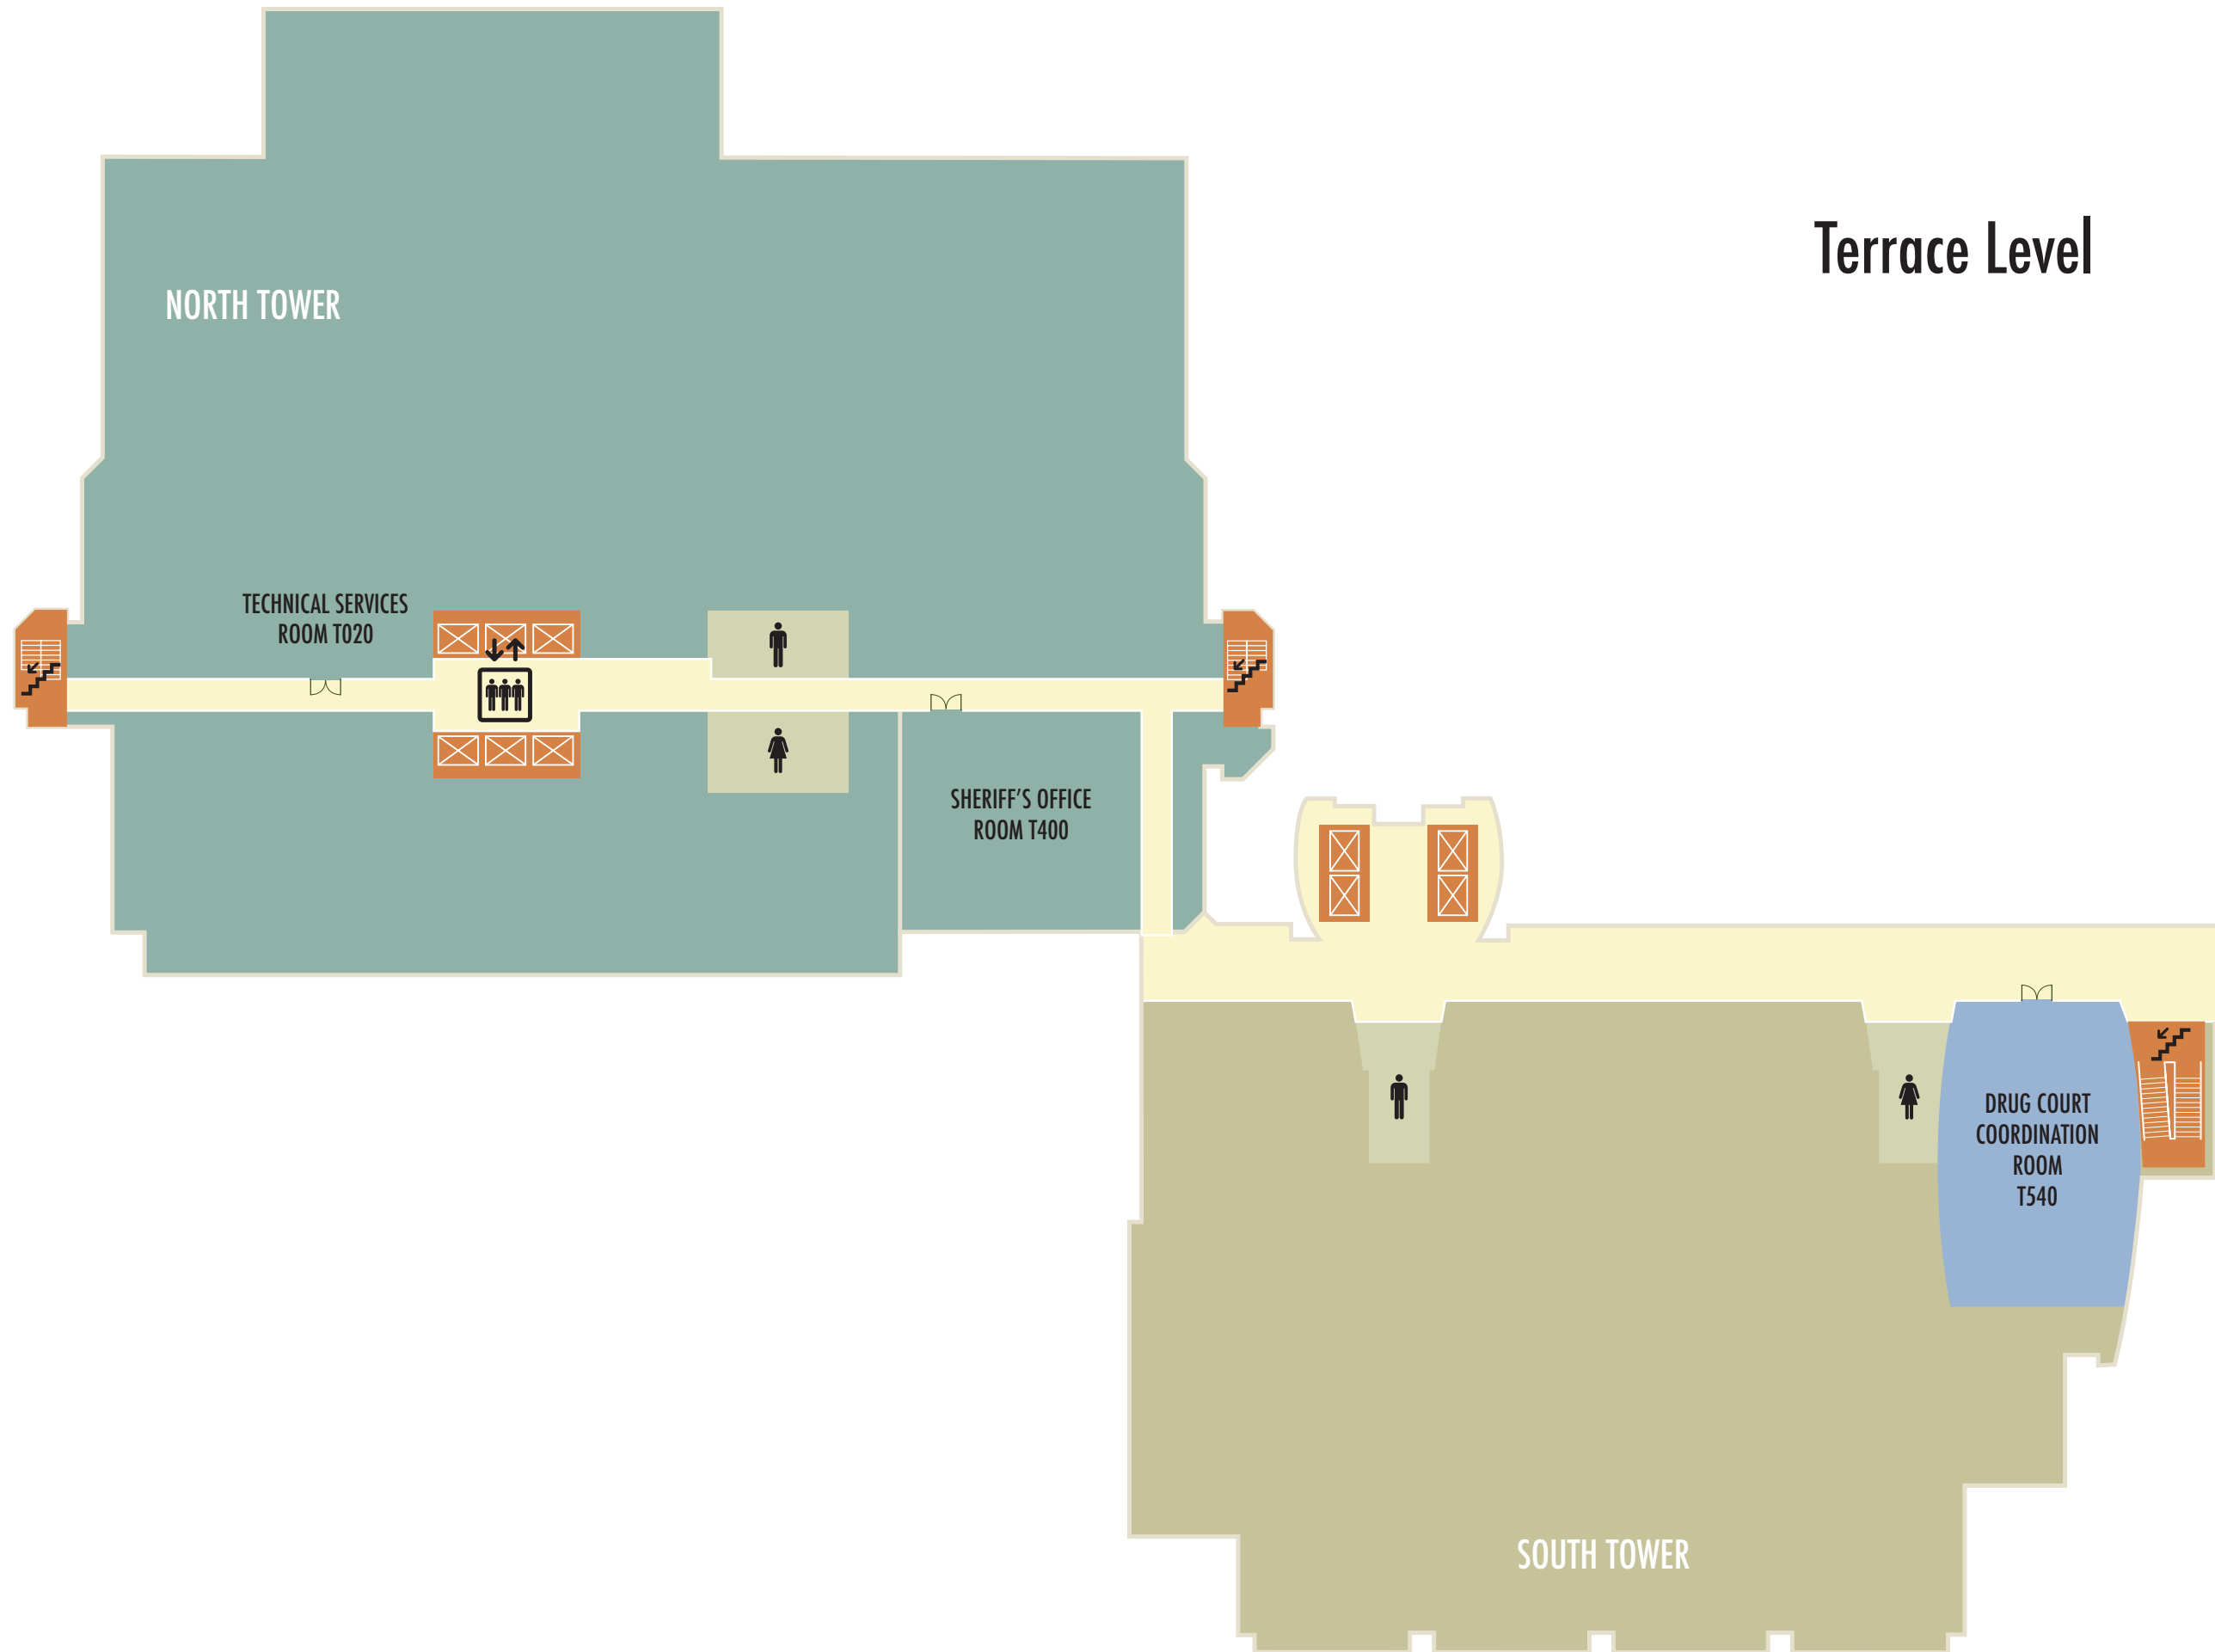 Terrace Level
NORTH TOWER
TECHNICAL SERVICES
ROOM T020
SHERIFF’S OFFICE
ROOM T400
DRUG COURT
COORDINATION
ROOM
T540
SOUTH TOWER